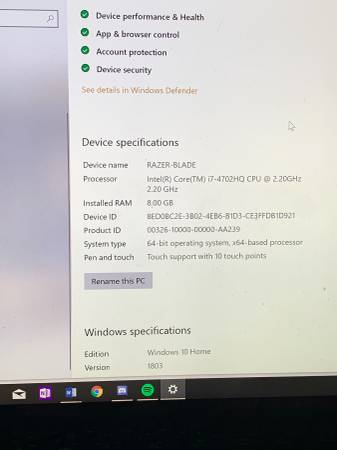 Device performance & Health
App & browser control
Account protection
Device security
See details in Windows Defender
Device specifications
Device name RAZER-BLADE
Processor Intel(R) Core(TM) i7-4702HQ CPU @ 2.20GHz
2.20 GHz
Installed RAM 8.00 GB
Device ID 8ED0BC2E-3B02-4EB6-B1D3-CE3FFDB1D921
Product ID 00326-10000-00000-AA239
System type 64-bit operating system, x64-based processor
Pen and touch Touch support with 10 touch points
Rename this PC
Windows specifications
Edition Windows 10 Home
Version 1803